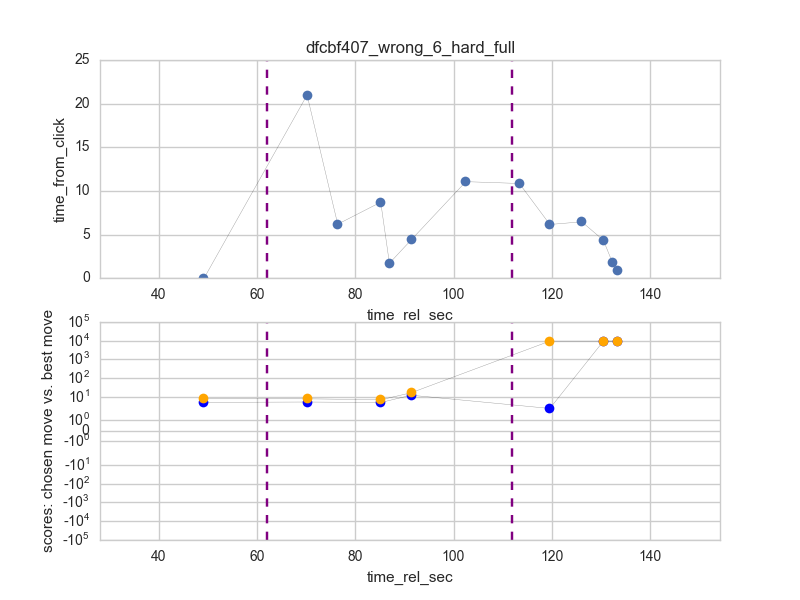 dfcbf407_wrong_6_hard_full
time_from_click
25
20
15
10
5
0
40 60 80 100 120 140
time_rel_sec
scores: chosen move vs. best move
10^5
10^4
10^3
10^2
10^1
10^0
0
-10^0
-10^1
-10^2
-10^3
-10^4
-10^5
40 60 80 100 120 140
time_rel_sec